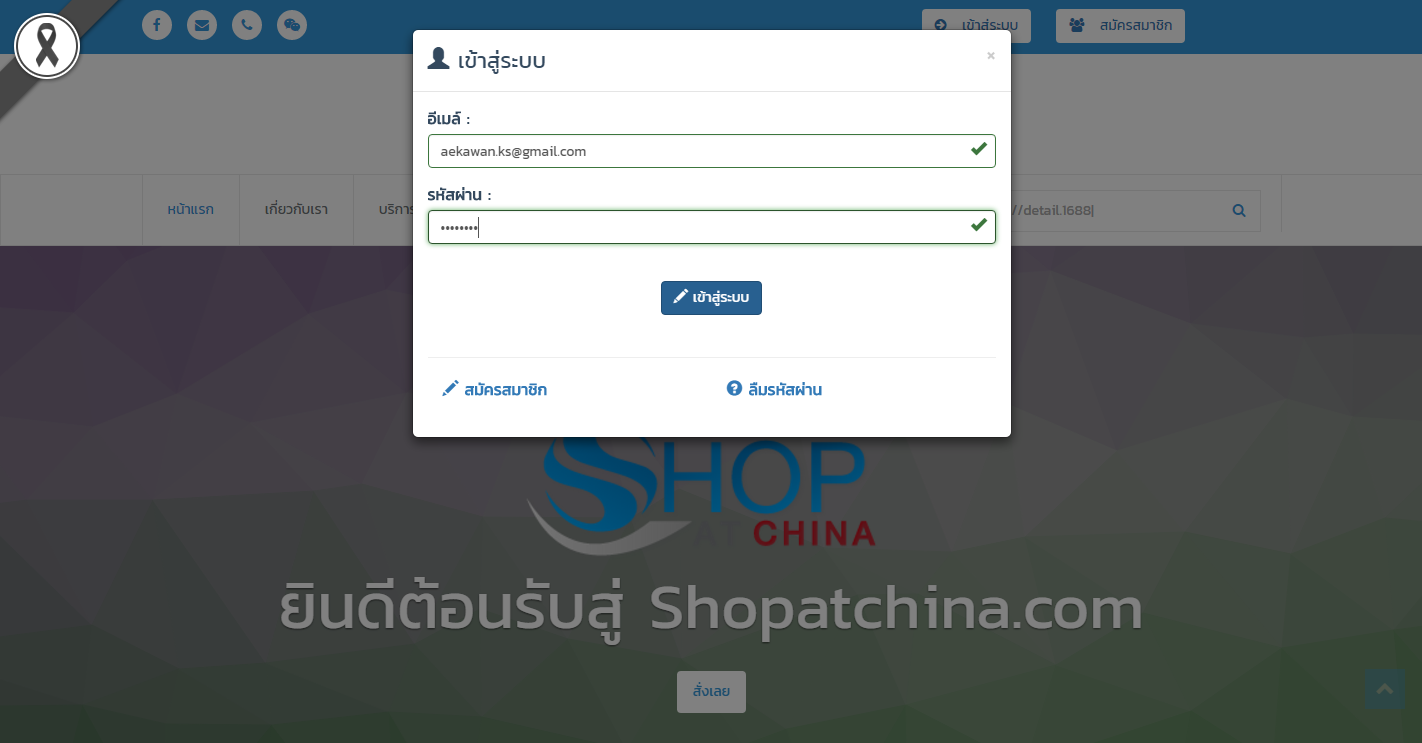 เข้าสู่ระบบ
สมัครสมาชิก
เข้าสู่ระบบ
×
อีเมล์ :
aekawan.ks@gmail.com
รหัสผ่าน :
••••••••
หน้าแรก
เกี่ยวกับเรา
บริการ
//detail.1688|
เข้าสู่ระบบ
สมัครสมาชิก
ลืมรหัสผ่าน
SHOP
AT CHINA
ยินดีต้อนรับสู่ Shopatchina.com
สั่งเลย